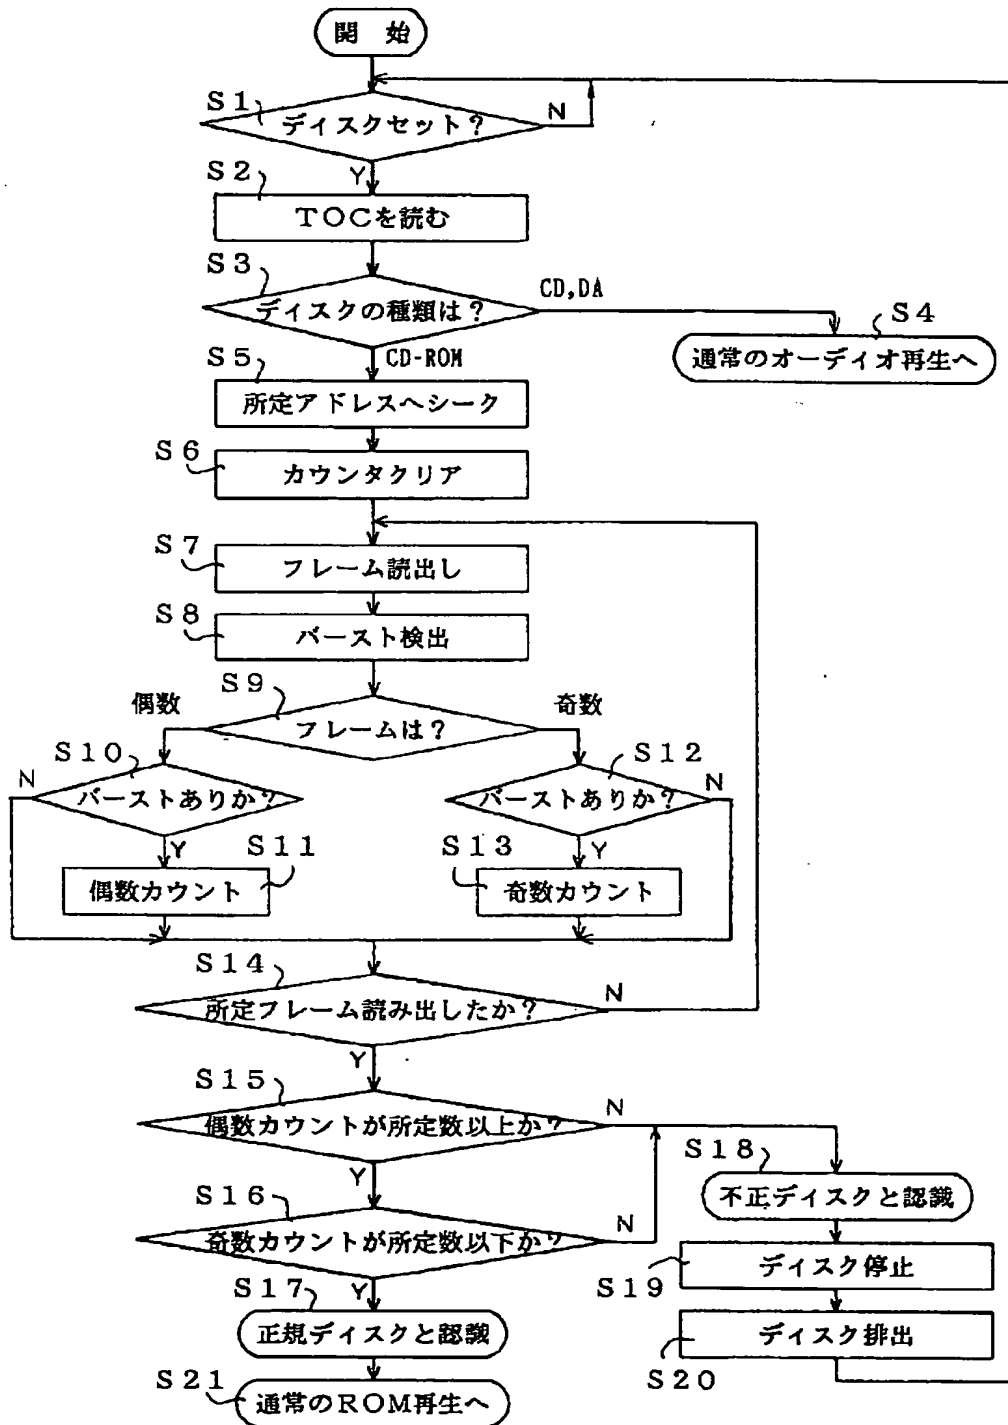 開 始
S1
ディスクセット？
N
Y
S2
TOCを読む
S3
ディスクの種類は？
CD,DA
S4
通常のオーディオ再生へ
CD-ROM
S5
所定アドレスへシーク
S6
カウンタクリア
S7
フレーム読出し
S8
バースト検出
S9
偶数
フレームは？
奇数
S10
N
バーストありか？
Y
S12
N
バーストありか？
Y
S11
偶数カウント
S13
奇数カウント
S14
所定フレーム読み出したか？
N
Y
S15
偶数カウントが所定数以上か？
N
Y
S16
奇数カウントが所定数以下か？
N
Y
S18
不正ディスクと認識
S19
ディスク停止
S17
正規ディスクと認識
S20
ディスク排出
S21
通常のROM再生へ